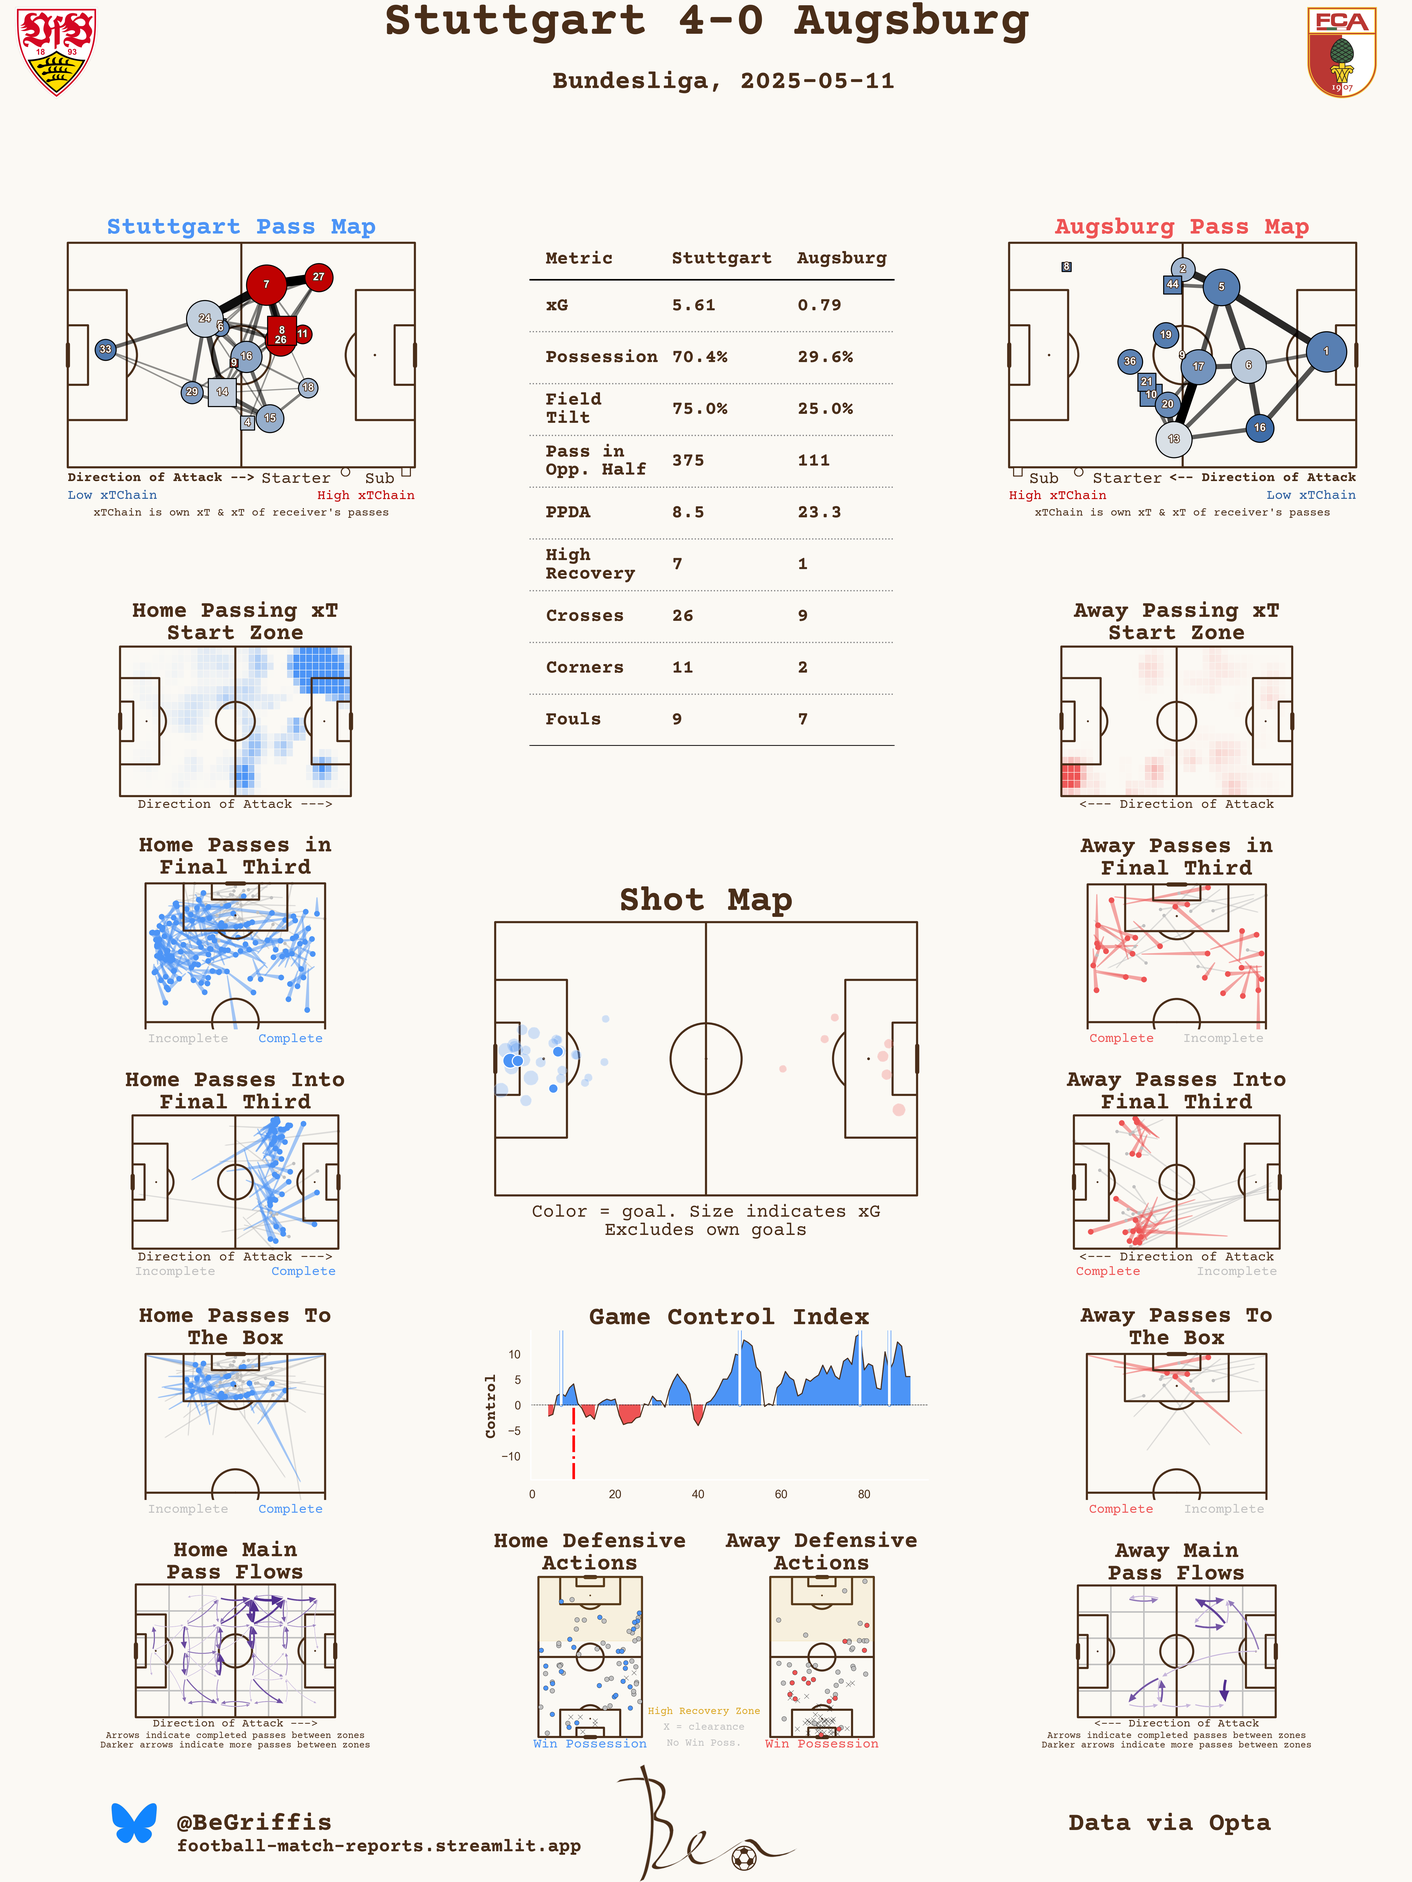 Stuttgart 4-0 Augsburg
Bundesliga, 2025-05-11
VfB
18 93
FCA
1907
Stuttgart Pass Map
7
27
24
6
8
26
11
33
16
9
29
14
18
4
15
Direction of Attack --> Starter Sub
Low xTChain High xTChain
xTChain is own xT & xT of receiver's passes
Metric Stuttgart Augsburg
xG 5.61 0.79
Possession 70.4% 29.6%
Field
Tilt 75.0% 25.0%
Pass in
Opp. Half 375 111
PPDA 8.5 23.3
High
Recovery 7 1
Crosses 26 9
Corners 11 2
Fouls 9 7
Augsburg Pass Map
8
2
44
5
19
9
1
36
17
6
21
10
20
13
16
Sub Starter <-- Direction of Attack
High xTChain Low xTChain
xTChain is own xT & xT of receiver's passes
Home Passing xT
Start Zone
Direction of Attack --->
Away Passing xT
Start Zone
<--- Direction of Attack
Home Passes in
Final Third
Incomplete Complete
Away Passes in
Final Third
Complete Incomplete
Shot Map
Color = goal. Size indicates xG
Excludes own goals
Home Passes Into
Final Third
Direction of Attack --->
Incomplete Complete
Away Passes Into
Final Third
<--- Direction of Attack
Complete Incomplete
Home Passes To
The Box
Incomplete Complete
Game Control Index
Control
10
5
0
−5
−10
0 20 40 60 80
Away Passes To
The Box
Complete Incomplete
Home Main
Pass Flows
Direction of Attack --->
Arrows indicate completed passes between zones
Darker arrows indicate more passes between zones
Home Defensive
Actions
Win Possession
High Recovery Zone
X = clearance
No Win Poss.
Away Defensive
Actions
Win Possession
Away Main
Pass Flows
<--- Direction of Attack
Arrows indicate completed passes between zones
Darker arrows indicate more passes between zones
@BeGriffis
football-match-reports.streamlit.app
Ben
Data via Opta